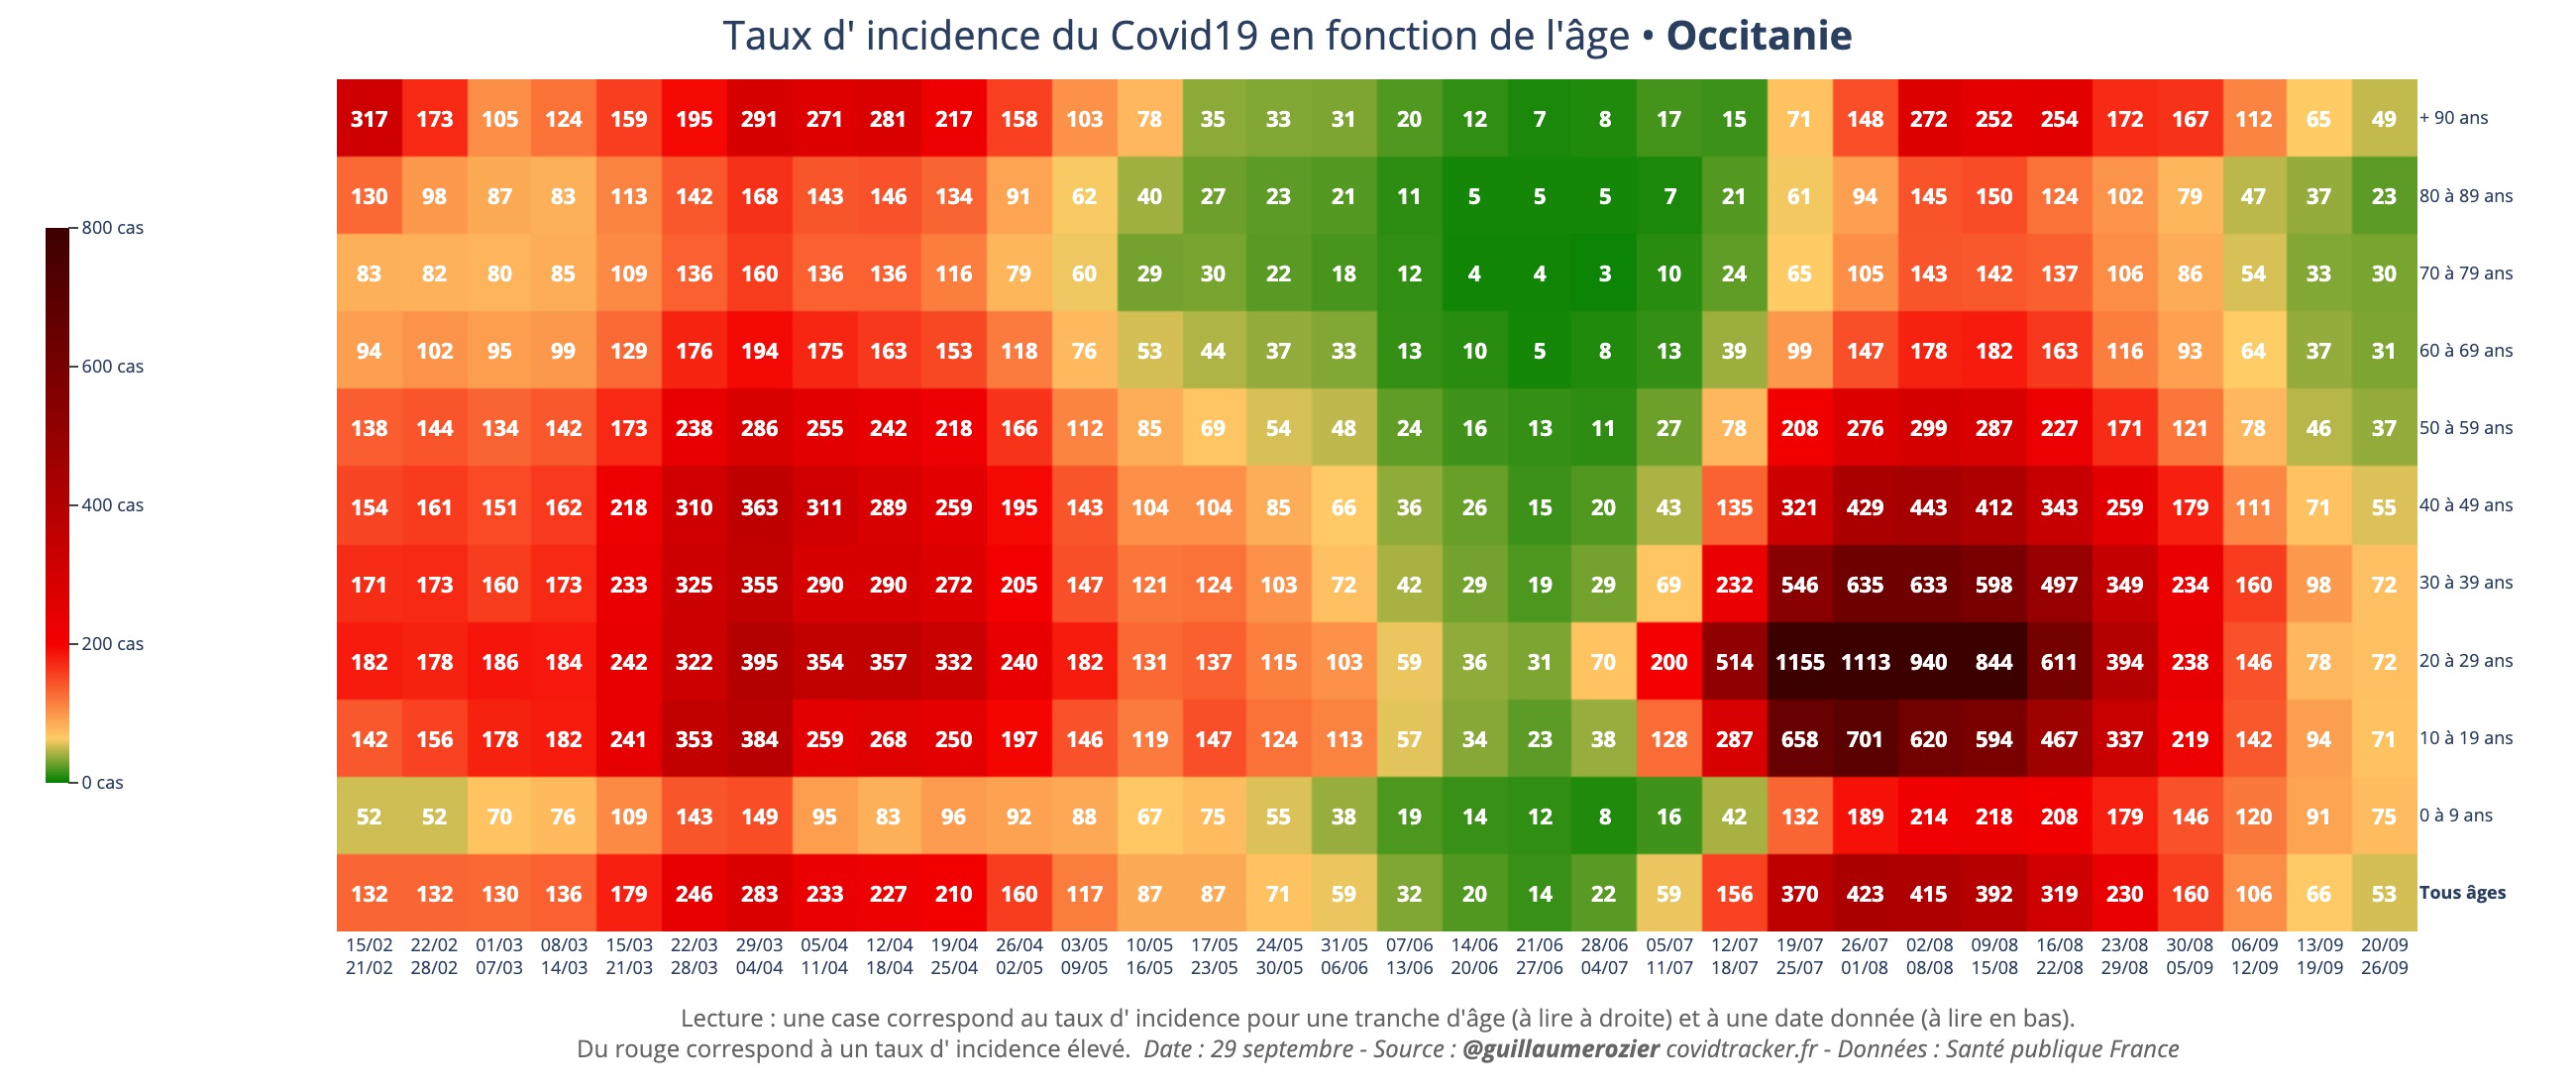 Taux d' incidence du Covid19 en fonction de l'âge • Occitanie
317 173 105 124 159 195 291 271 281 217 158 103 78 35 33 31 20 12 7 8 17 15 71 148 272 252 254 172 167 112 65 49 + 90 ans
130 98 87 83 113 142 168 143 146 134 91 62 40 27 23 21 11 5 5 5 7 21 61 94 145 150 124 102 79 47 37 23 80 à 89 ans
800 cas
83 82 80 85 109 136 160 136 136 116 79 60 29 30 22 18 12 4 4 3 10 24 65 105 143 142 137 106 86 54 33 30 70 à 79 ans
94 102 95 99 129 176 194 175 163 153 118 76 53 44 37 33 13 10 5 8 13 39 99 147 178 182 163 116 93 64 37 31 60 à 69 ans
600 cas
138 144 134 142 173 238 286 255 242 218 166 112 85 69 54 48 24 16 13 11 27 78 208 276 299 287 227 171 121 78 46 37 50 à 59 ans
400 cas
154 161 151 162 218 310 363 311 289 259 195 143 104 104 85 66 36 26 15 20 43 135 321 429 443 412 343 259 179 111 71 55 40 à 49 ans
171 173 160 173 233 325 355 290 290 272 205 147 121 124 103 72 42 29 19 29 69 232 546 635 633 598 497 349 234 160 98 72 30 à 39 ans
200 cas
182 178 186 184 242 322 395 354 357 332 240 182 131 137 115 103 59 36 31 70 200 514 1155 1113 940 844 611 394 238 146 78 72 20 à 29 ans
142 156 178 182 241 353 384 259 268 250 197 146 119 147 124 113 57 34 23 38 128 287 658 701 620 594 467 337 219 142 94 71 10 à 19 ans
0 cas
52 52 70 76 109 143 149 95 83 96 92 88 67 75 55 38 19 14 12 8 16 42 132 189 214 218 208 179 146 120 91 75 0 à 9 ans
132 132 130 136 179 246 283 233 227 210 160 117 87 87 71 59 32 20 14 22 59 156 370 423 415 392 319 230 160 106 66 53 Tous âges
15/02 22/02 01/03 08/03 15/03 22/03 29/03 05/04 12/04 19/04 26/04 03/05 10/05 17/05 24/05 31/05 07/06 14/06 21/06 28/06 05/07 12/07 19/07 26/07 02/08 09/08 16/08 23/08 30/08 06/09 13/09 20/09
21/02 28/02 07/03 14/03 21/03 28/03 04/04 11/04 18/04 25/04 02/05 09/05 16/05 23/05 30/05 06/06 13/06 20/06 27/06 04/07 11/07 18/07 25/07 01/08 08/08 15/08 22/08 29/08 05/09 12/09 19/09 26/09
Lecture : une case correspond au taux d' incidence pour une tranche d'âge (à lire à droite) et à une date donnée (à lire en bas).
Du rouge correspond à un taux d' incidence élevé. Date : 29 septembre - Source : @guillaumerozier covidtracker.fr - Données : Santé publique France